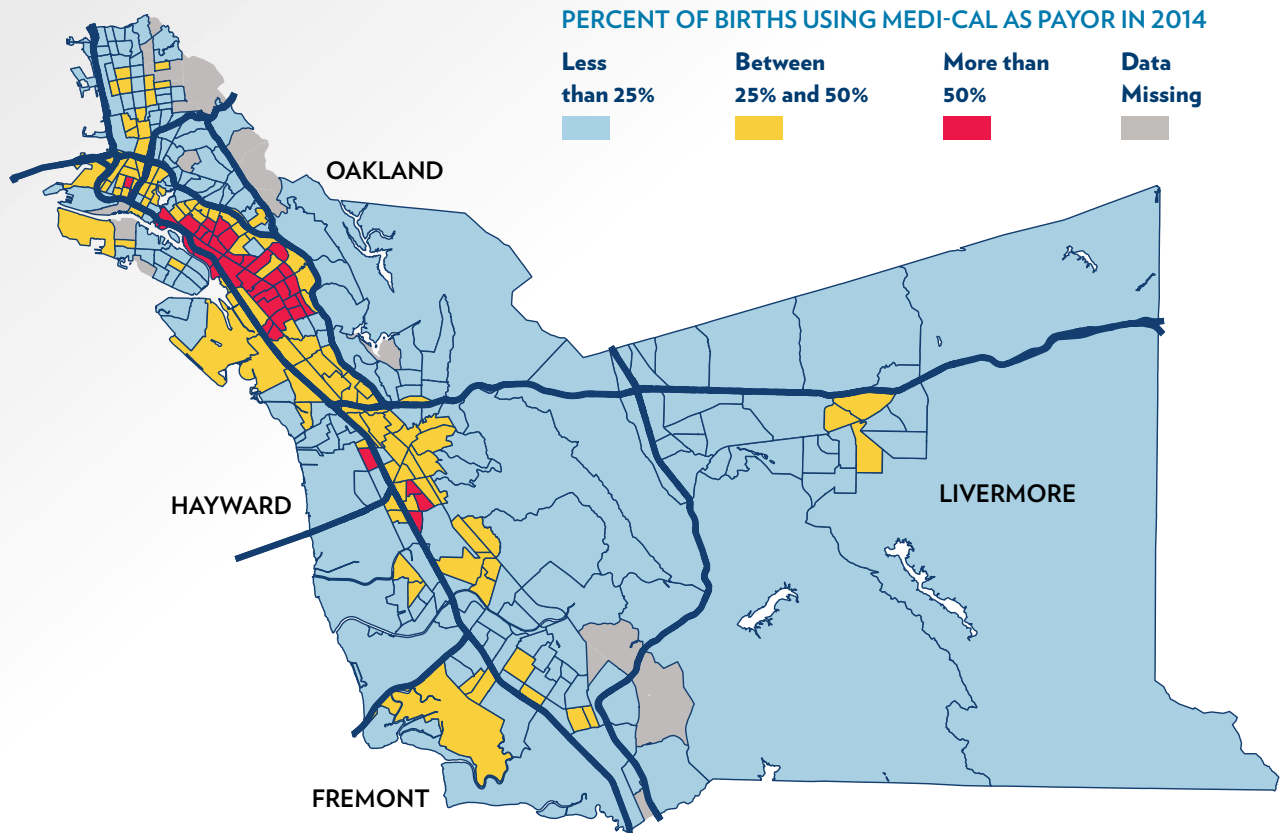 PERCENT OF BIRTHS USING MEDI-CAL AS PAYOR IN 2014
Less
than 25%
Between
25% and 50%
More than
50%
Data
Missing
OAKLAND
HAYWARD
LIVERMORE
FREMONT